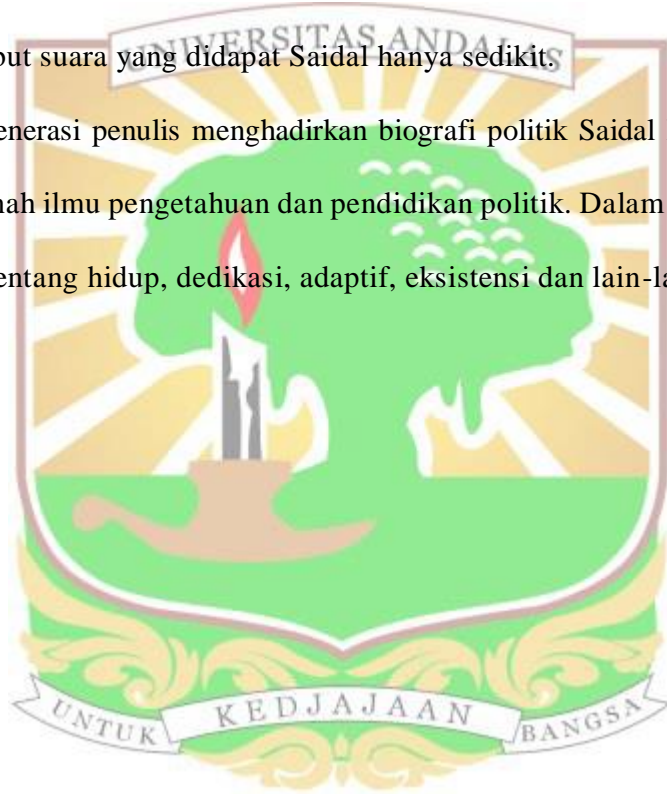 UNIVERSITAS ANDALAS
but suara yang didapat Saidal hanya sedikit.
enerasi penulis menghadirkan biografi politik Saidal
nah ilmu pengetahuan dan pendidikan politik. Dalam
entang hidup, dedikasi, adaptif, eksistensi dan lain-la
UNTUK KEDJAJAAN BANGSA